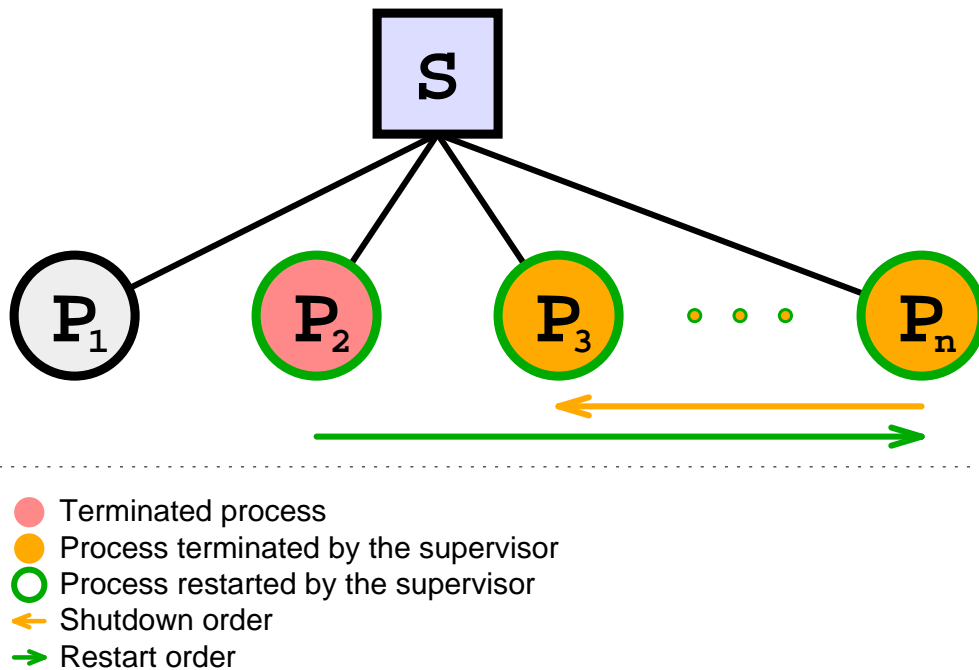 S
P1 P2 P3 Pn
Terminated process
Process terminated by the supervisor
Process restarted by the supervisor
Shutdown order
Restart order